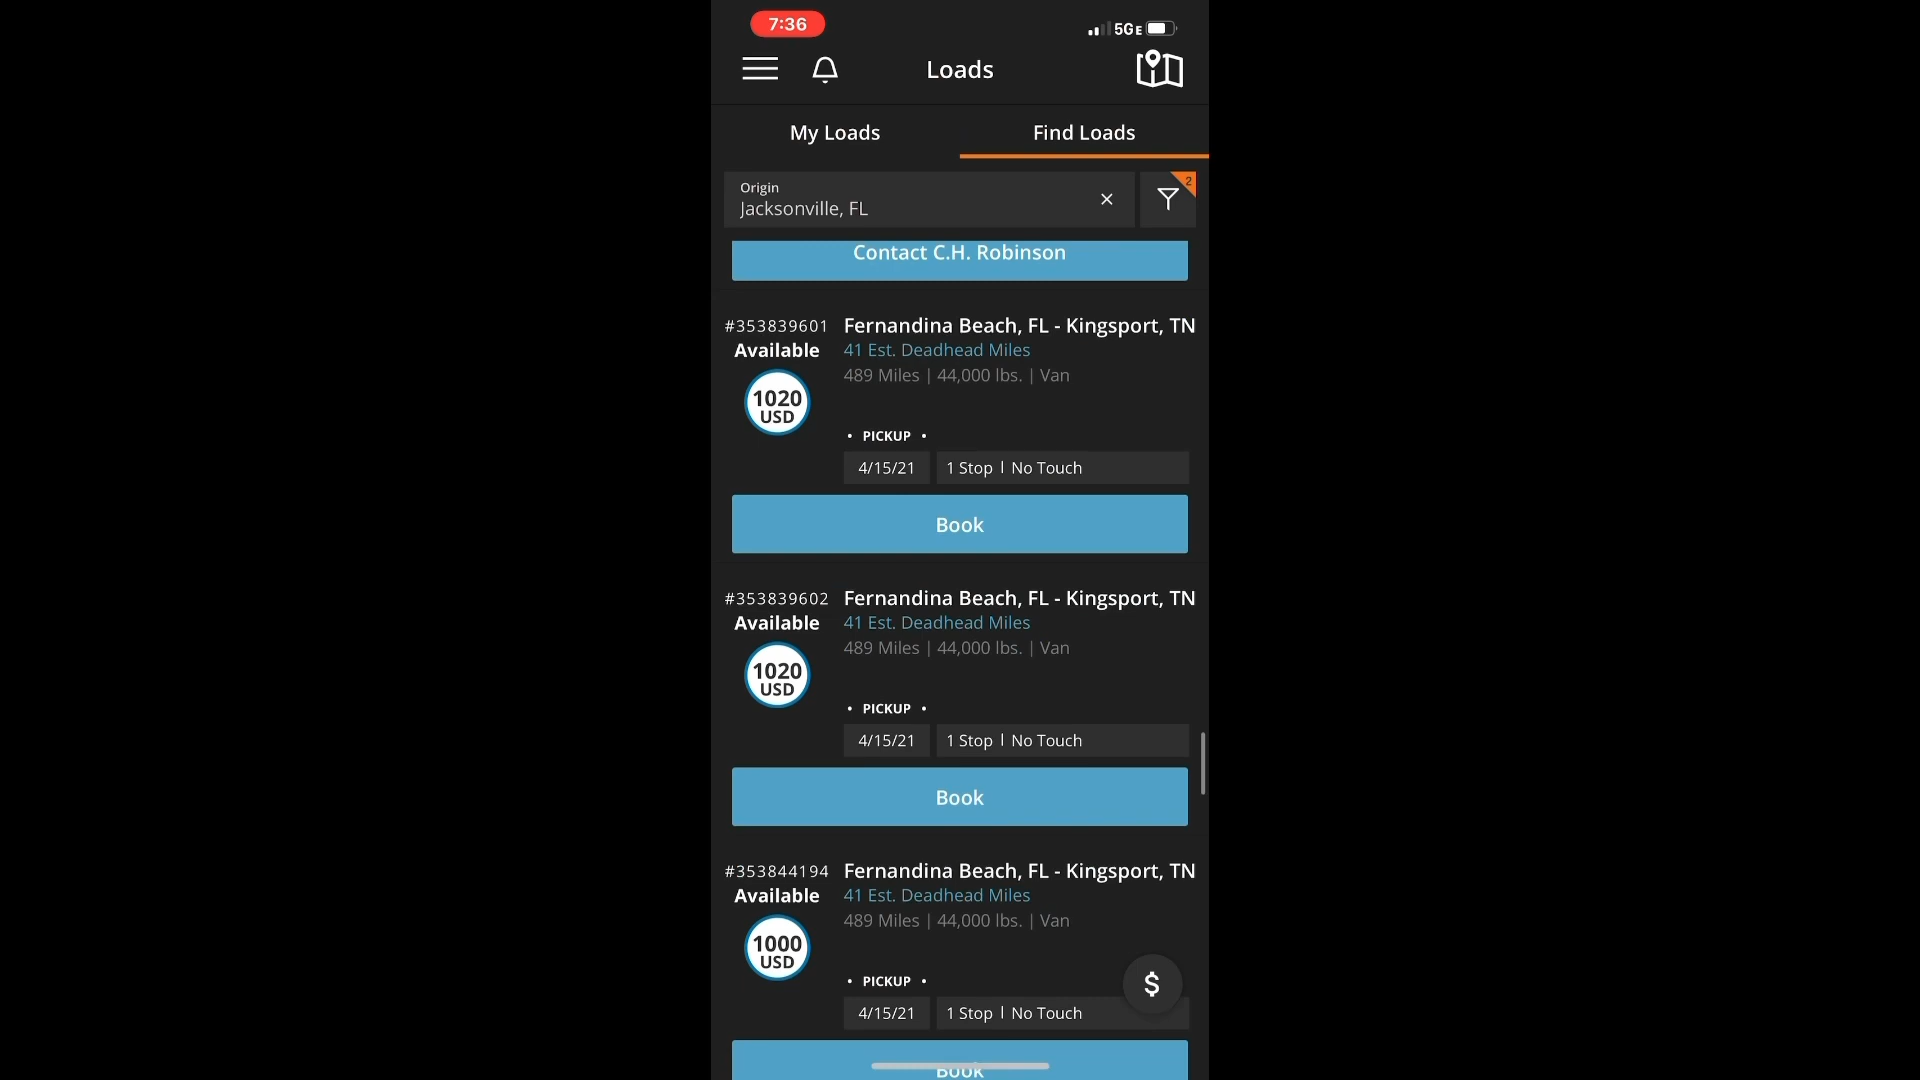 7:36
5GE
Loads
My Loads
Find Loads
Origin
Jacksonville, FL
2
Contact C.H. Robinson
#353839601
Fernandina Beach, FL - Kingsport, TN
Available
41 Est. Deadhead Miles
489 Miles | 44,000 lbs. | Van
1020
USD
• PICKUP •
4/15/21
1 Stop | No Touch
Book
#353839602
Fernandina Beach, FL - Kingsport, TN
Available
41 Est. Deadhead Miles
489 Miles | 44,000 lbs. | Van
1020
USD
• PICKUP •
4/15/21
1 Stop | No Touch
Book
#353844194
Fernandina Beach, FL - Kingsport, TN
Available
41 Est. Deadhead Miles
489 Miles | 44,000 lbs. | Van
1000
USD
• PICKUP •
$
4/15/21
1 Stop | No Touch
Book